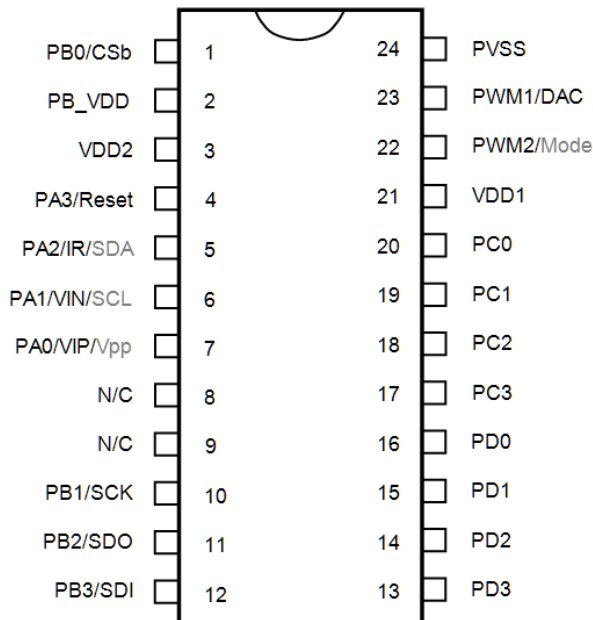 PB0/CSb 1 24 PVSS
PB_VDD 2 23 PWM1/DAC
VDD2 3 22 PWM2/Mode
PA3/Reset 4 21 VDD1
PA2/IR/SDA 5 20 PC0
PA1/VIN/SCL 6 19 PC1
PA0/VIP/Vpp 7 18 PC2
N/C 8 17 PC3
N/C 9 16 PD0
PB1/SCK 10 15 PD1
PB2/SDO 11 14 PD2
PB3/SDI 12 13 PD3